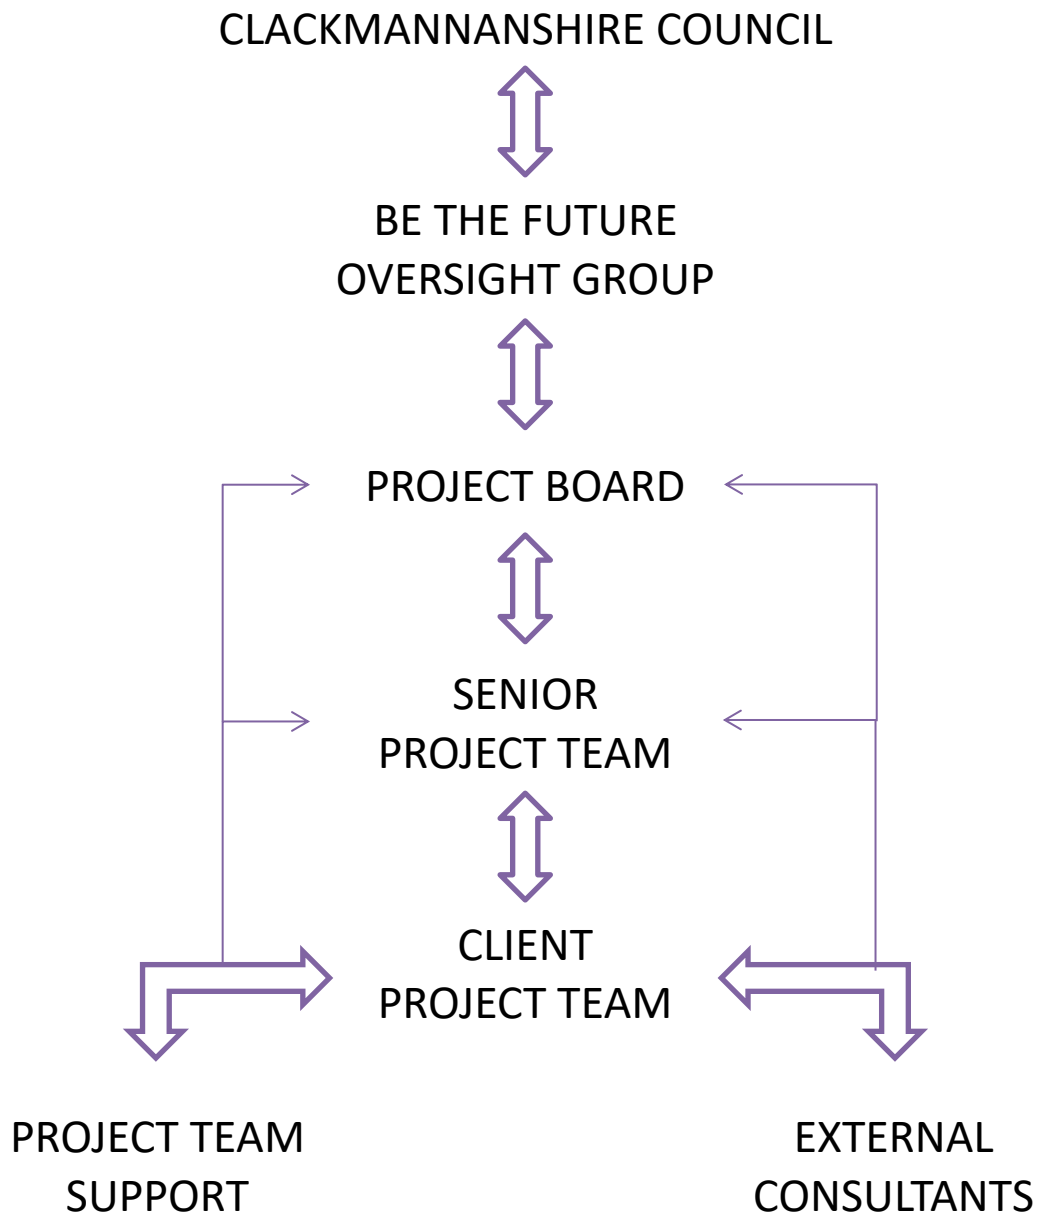 CLACKMANNANSHIRE COUNCIL
BE THE FUTURE
OVERSIGHT GROUP
PROJECT BOARD
SENIOR
PROJECT TEAM
CLIENT
PROJECT TEAM
PROJECT TEAM
SUPPORT
EXTERNAL
CONSULTANTS